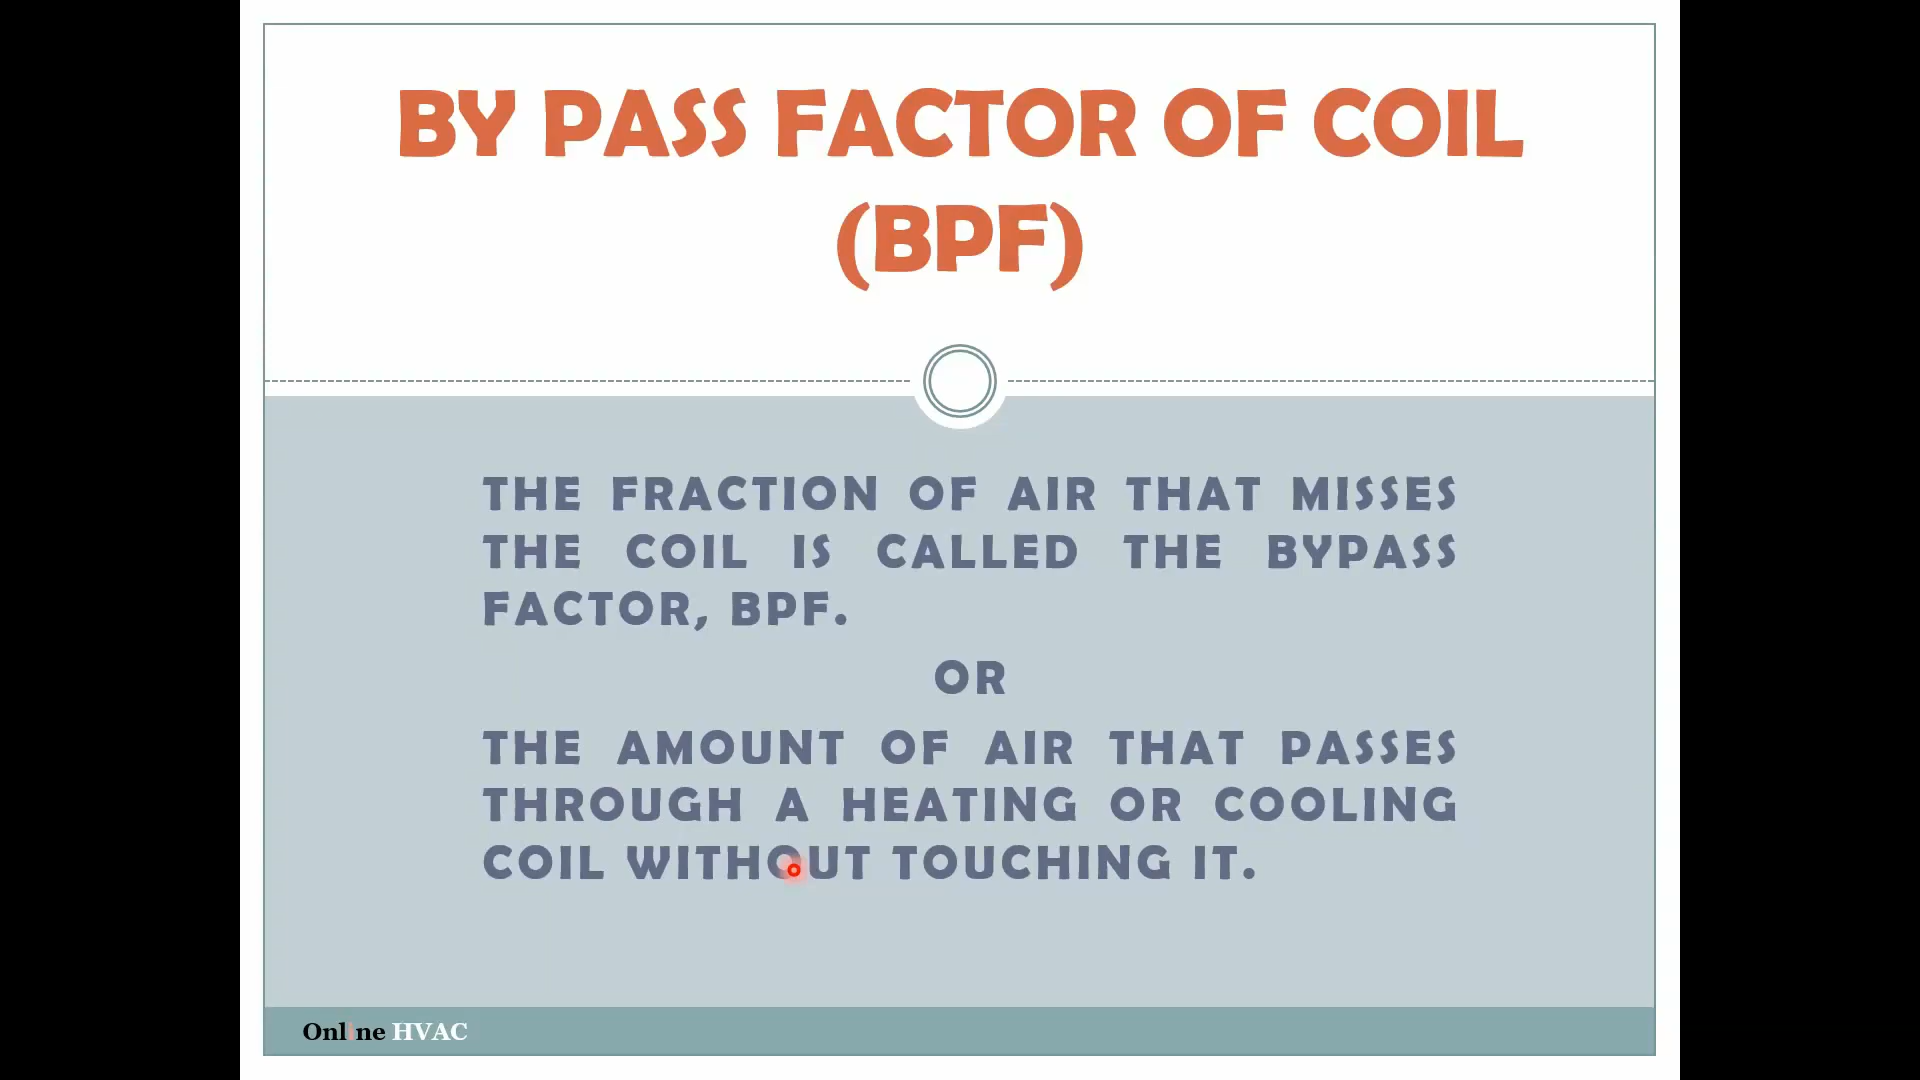 BY PASS FACTOR OF COIL
(BPF)
THE FRACTION OF AIR THAT MISSES
THE COIL IS CALLED THE BYPASS
FACTOR, BPF.
OR
THE AMOUNT OF AIR THAT PASSES
THROUGH A HEATING OR COOLING
COIL WITHOUT TOUCHING IT.
Online HVAC